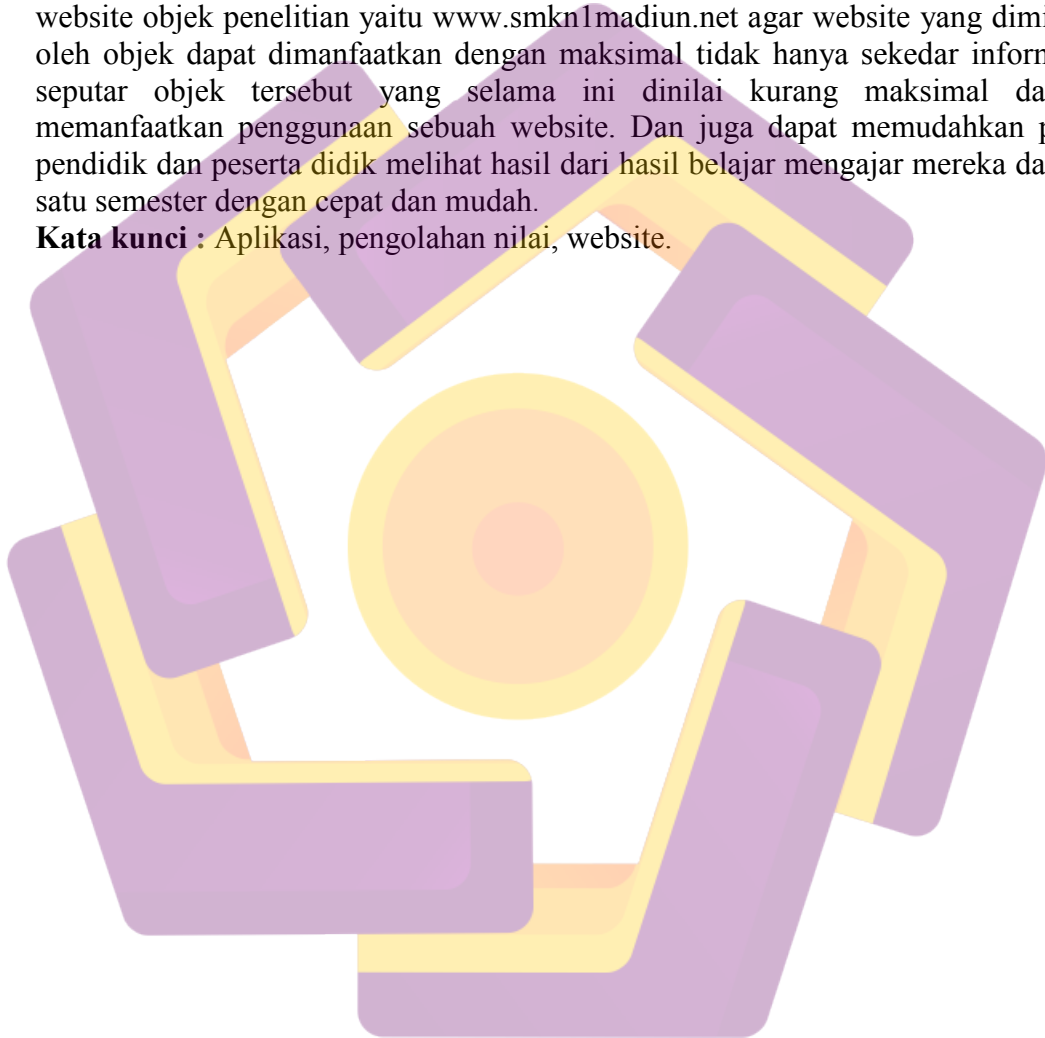 website objek penelitian yaitu www.smkn1madiun.net agar website yang dimi
oleh objek dapat dimanfaatkan dengan maksimal tidak hanya sekedar inform
seputar objek tersebut yang selama ini dinilai kurang maksimal da
memanfaatkan penggunaan sebuah website. Dan juga dapat memudahkan p
pendidik dan peserta didik melihat hasil dari hasil belajar mengajar mereka da
satu semester dengan cepat dan mudah.
Kata kunci : Aplikasi, pengolahan nilai, website.